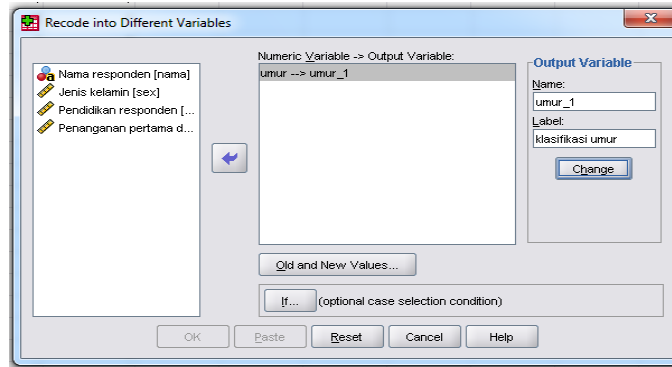 Recode into Different Variables
Nama responden [nama]
Jenis kelamin [sex]
Pendidikan responden [...
Penanganan pertama d...
Numeric Variable -> Output Variable:
umur --> umur_1
Output Variable
Name:
umur_1
Label:
klasifikasi umur
Change
Old and New Values...
If... (optional case selection condition)
OK Paste Reset Cancel Help